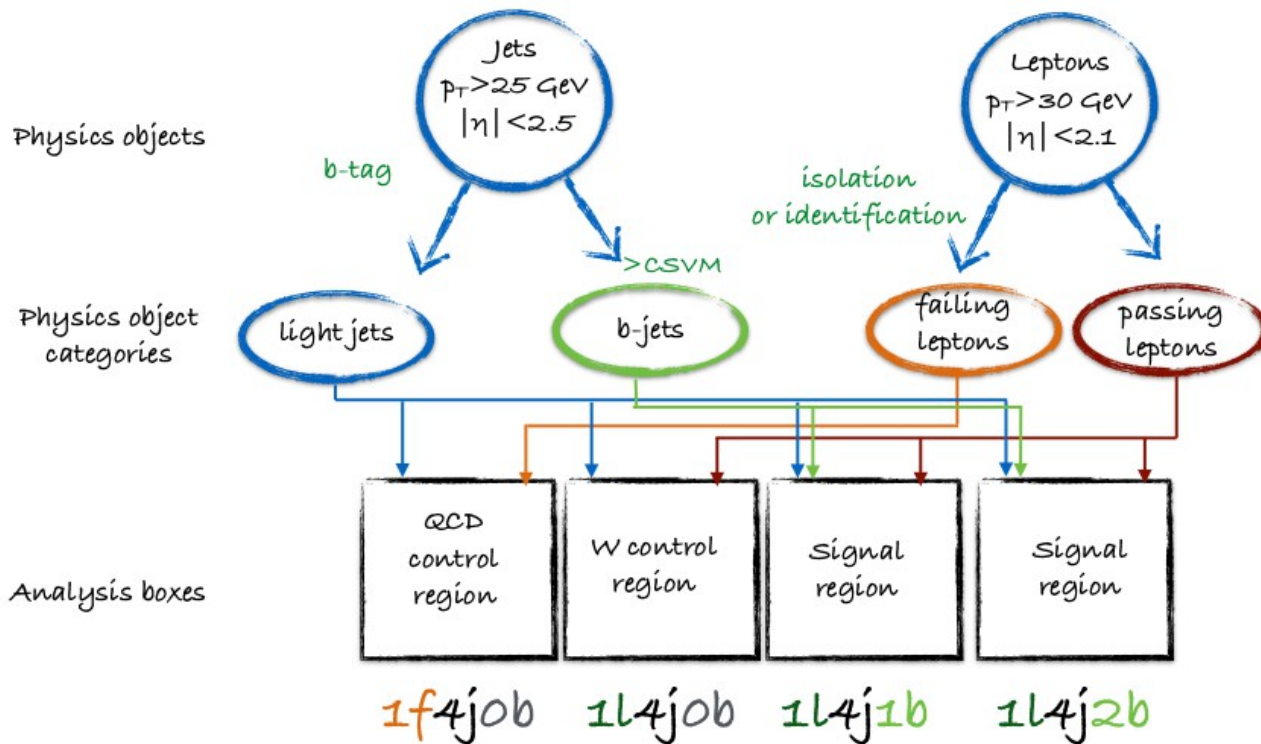 Jets
pT>25 GeV
|η|<2.5
Leptons
pT>30 GeV
|η|<2.1
Physics objects
b-tag
isolation
or identification
>CSVM
Physics object
categories
light jets
b-jets
failing
leptons
passing
leptons
Analysis boxes
QCD
control
region
W control
region
Signal
region
Signal
region
1f4j0b
1l4j0b
1l4j1b
1l4j2b